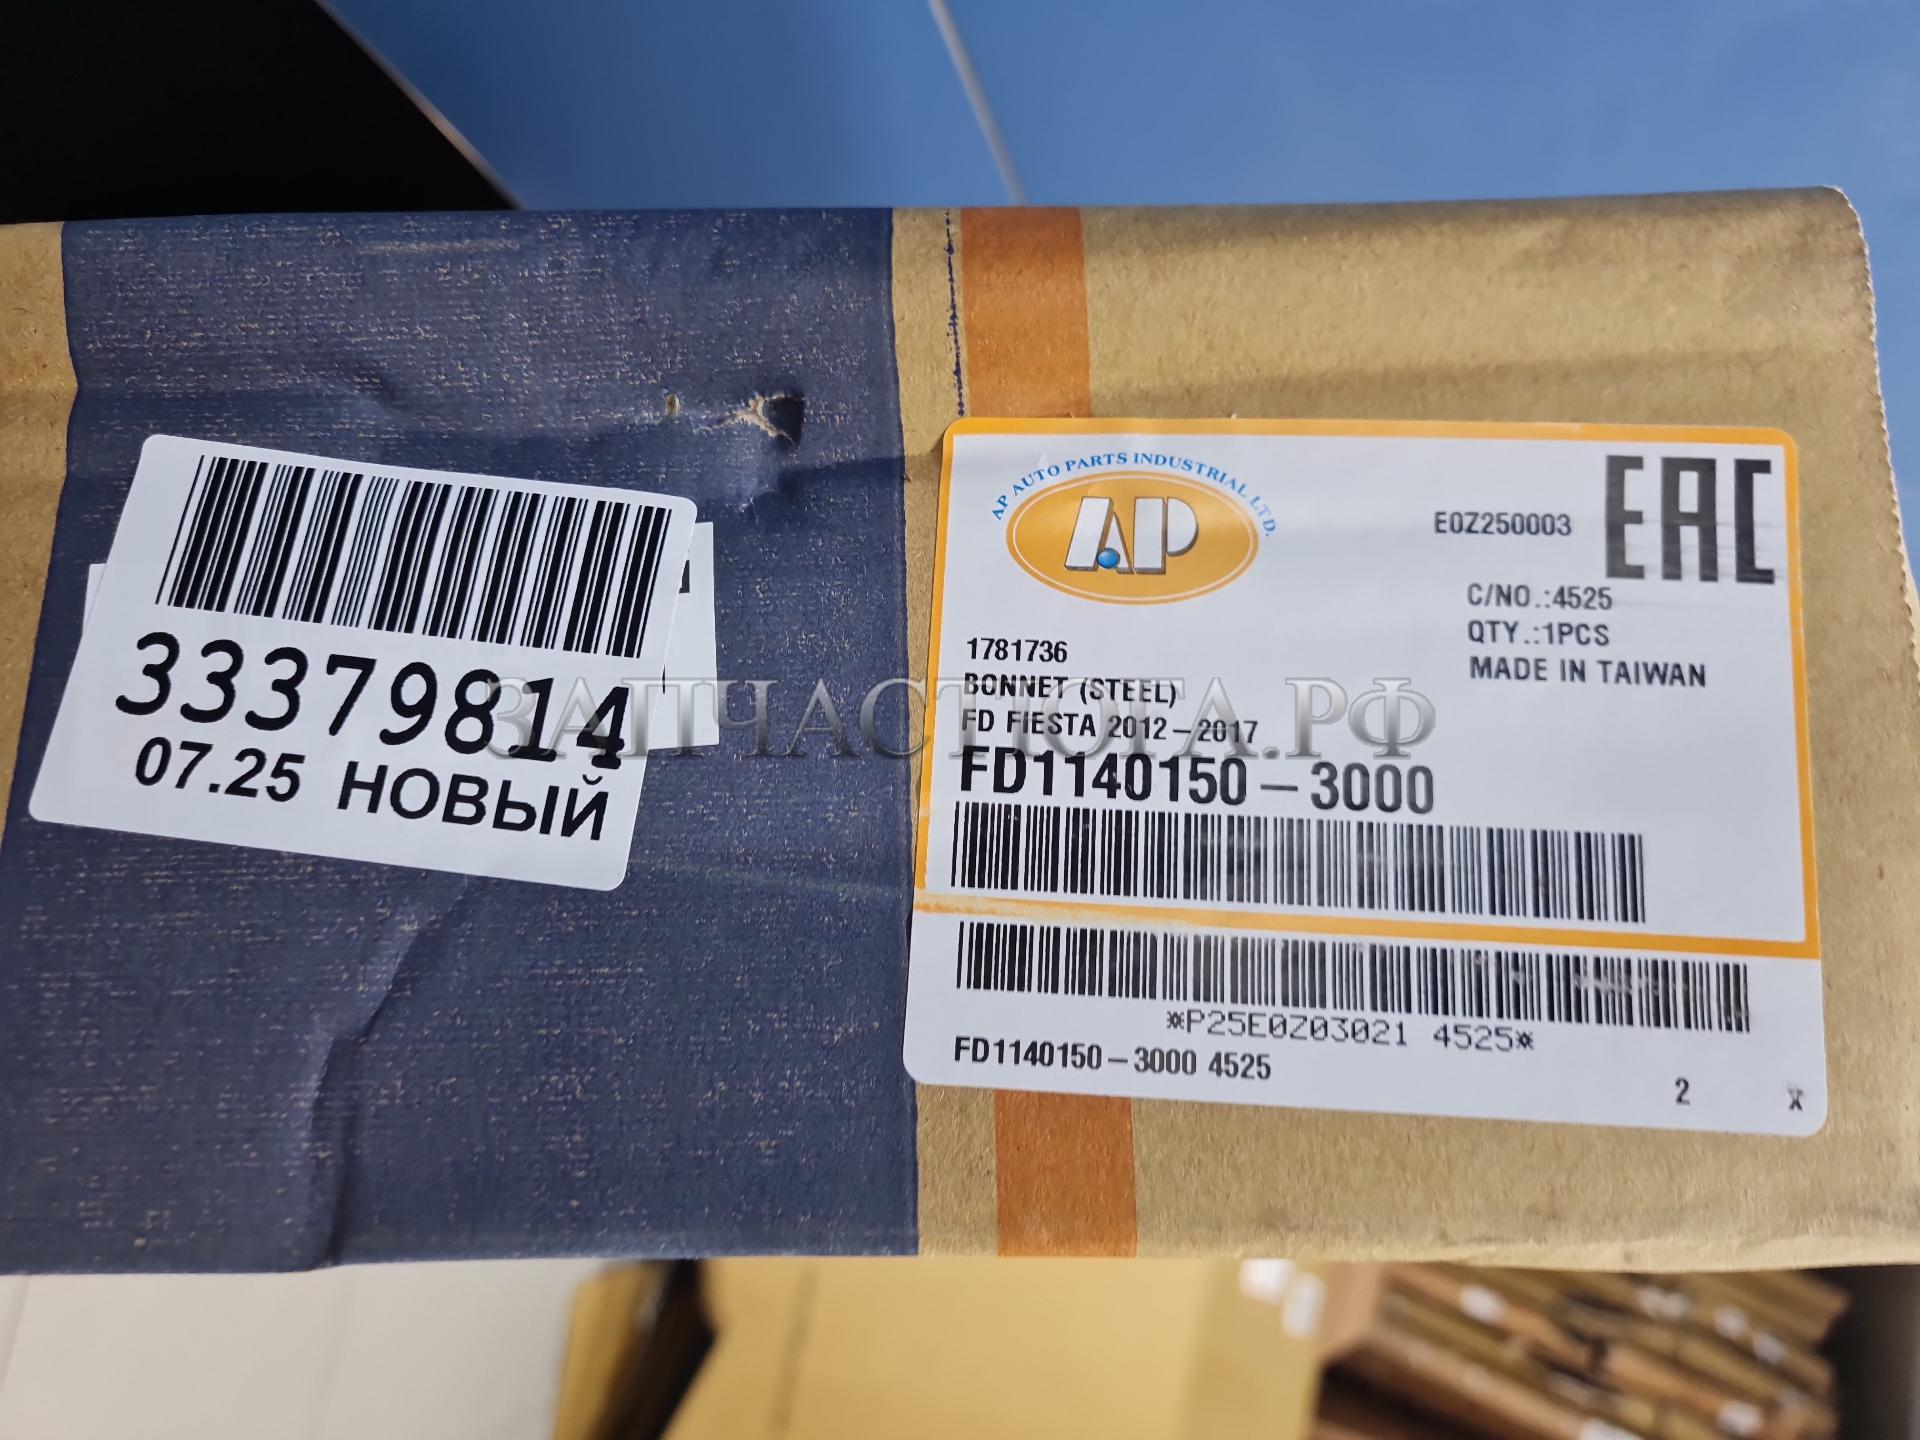 33379814
07.25 НОВЫЙ
AP AUTO PARTS INDUSTRIAL LTD.
AP
E0Z250003
EAC
C/NO.:4525
QTY.:1PCS
MADE IN TAIWAN
1781736
BONNET (STEEL)
FD FIESTA 2012-2017
FD1140150-3000
*P25E0Z03021 4525*
FD1140150-3000 4525
2
X
ЗАПЧАСТЮГА.РФ